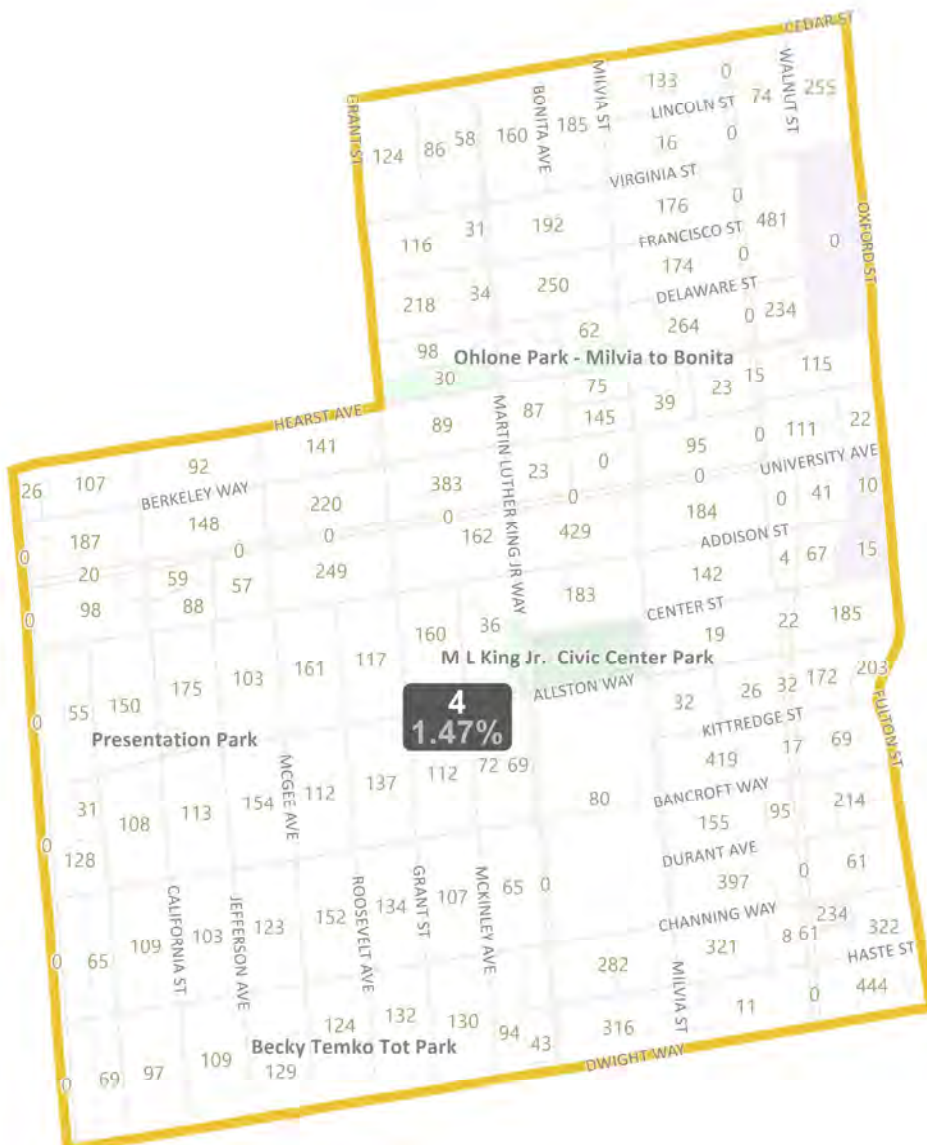 CEDAR ST
133 0
GRANT ST
124 86 58 160 BONITA AVE 185 MILVIA ST
LINCOLN ST
74 WALNUT ST 255
16 0
VIRGINIA ST
116 31 192 176 0
FRANCISCO ST
481 0 OXFORD ST
218 34 250 174 0
DELAWARE ST
98 62 264 0 234
Ohlone Park - Milvia to Bonita
30 75 39 23 15 115
HEARST AVE
141 89 MARTIN LUTHER KING JR WAY 87 145
26 107 92 95 0 111 22
BERKELEY WAY
UNIVERSITY AVE
220 383 23 0 0
187 148 0 0 0 0
0 20 59 57 249 162 429 184 0 41 10
ADDISON ST
98 88 142 4 67 15
0 183
CENTER ST
160 36 19 22 185
M L King Jr. Civic Center Park
55 150 175 103 161 117
0
ALLSTON WAY
32 26 32 172 203
4
1.47%
Presentation Park
KITTREDGE ST
419 17 69 FULTON ST
31 108 113 154 MCGEE AVE 112 137 112 72 69
80
BANCROFT WAY
155 95 214
0 128
DURANT AVE
397 0 61
CALIFORNIA ST JEFFERSON AVE ROOSEVELT AVE GRANT ST MCKINLEY AVE
0 65 109 103 123 152 134 107 65 0
CHANNING WAY
321 8 61 234 322
HASTE ST
282 MILVIA ST
11 0 444
124 132 130 94 43 316
Becky Temko Tot Park
0 69 97 109 129
DWIGHT WAY